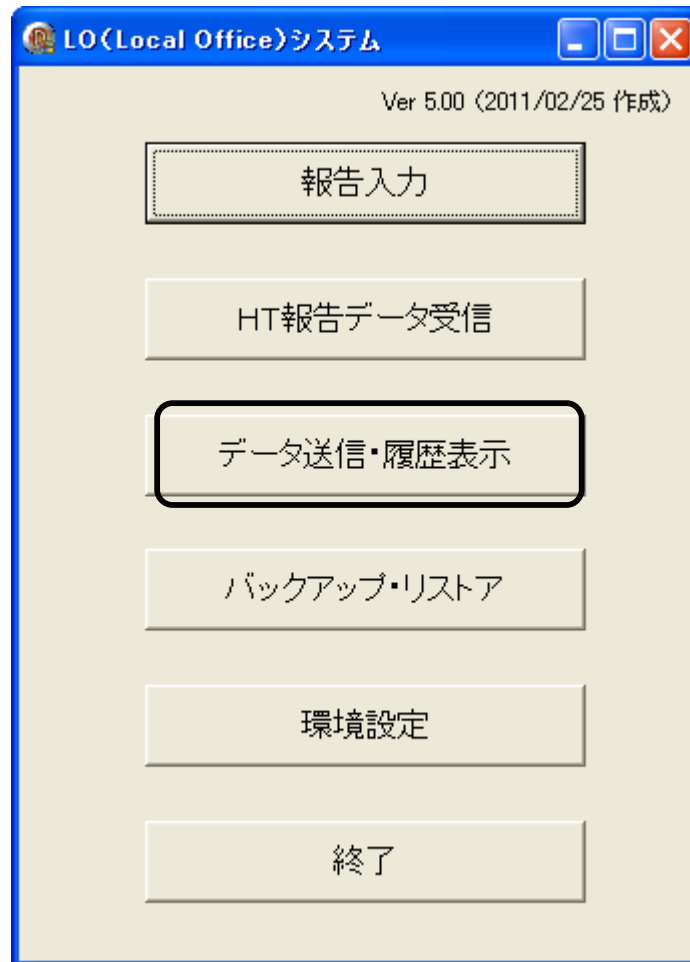 LO(Local Office)システム
Ver 5.00 (2011/02/25 作成)
報告入力
HT報告データ受信
データ送信・履歴表示
バックアップ・リストア
環境設定
終了